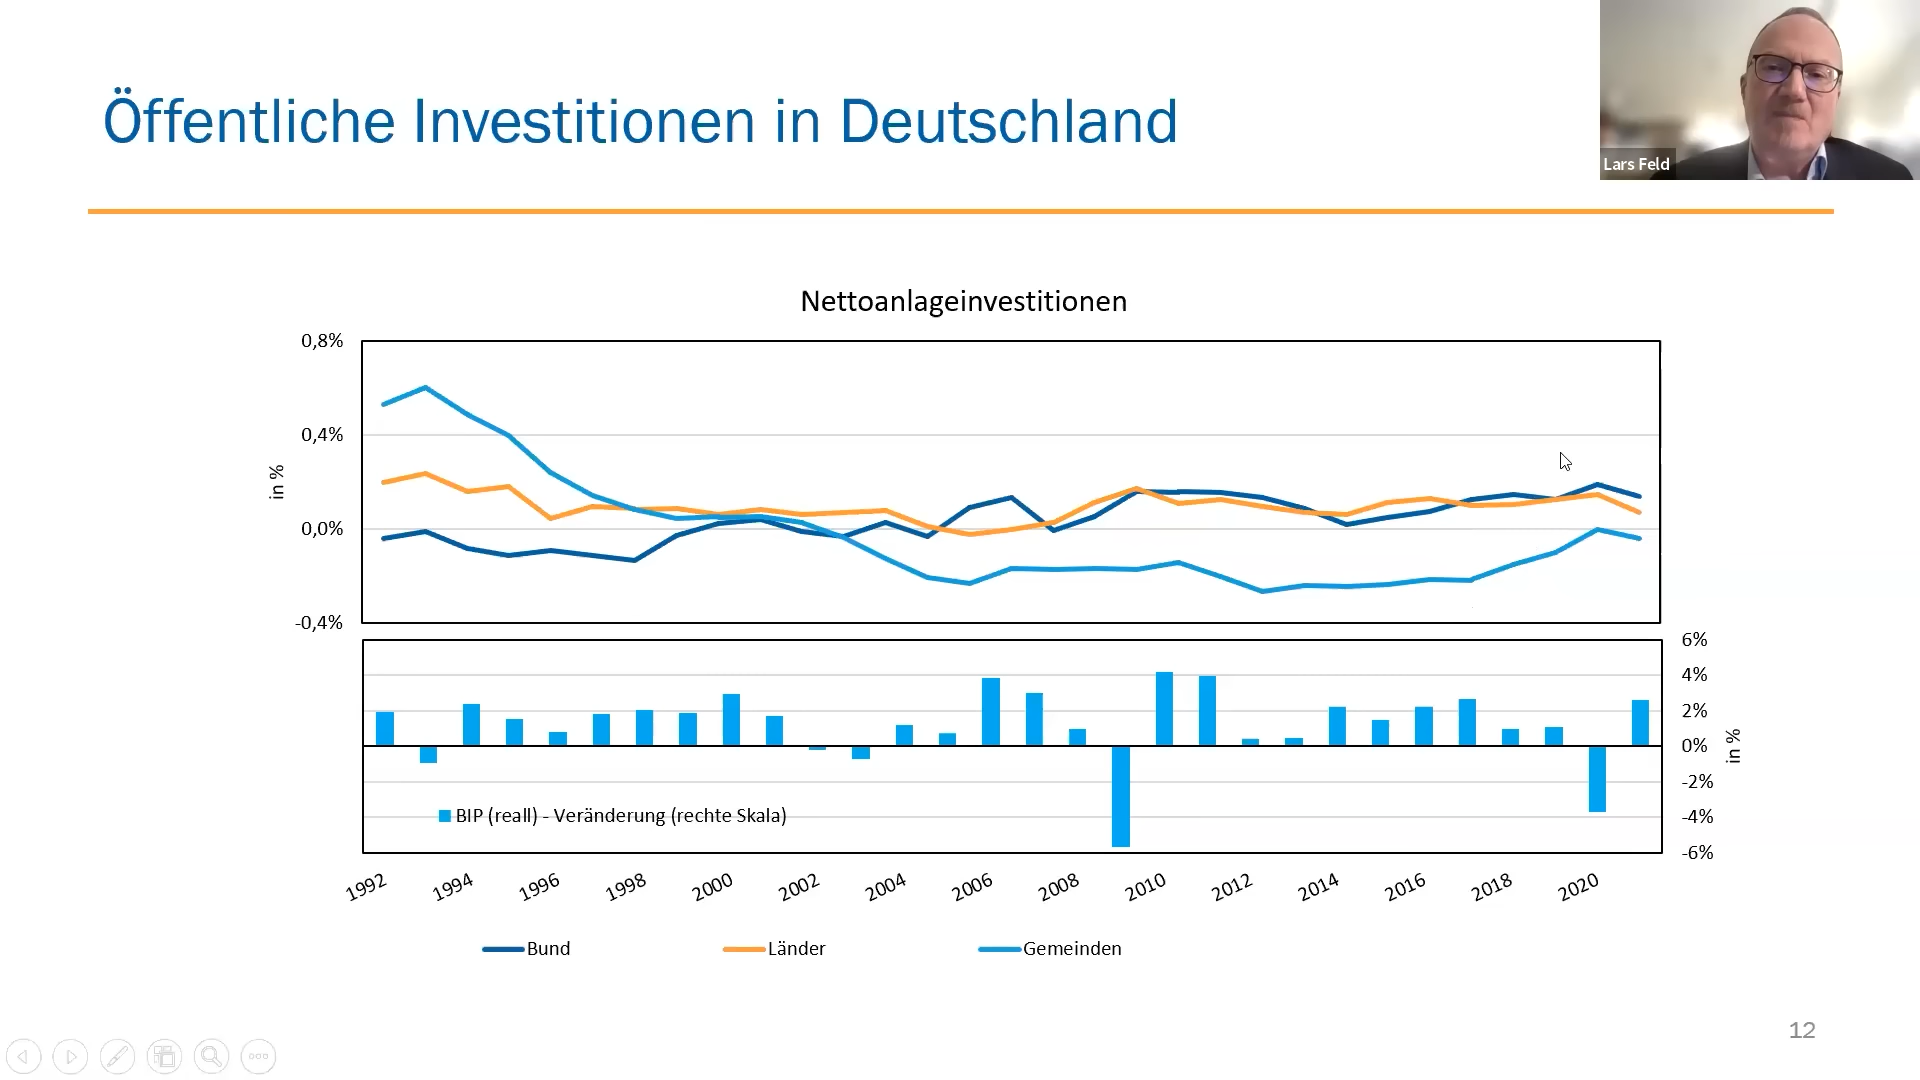 Öffentliche Investitionen in Deutschland
Lars Feld
Nettoanlageinvestitionen
0,8%
0,4%
0,0%
-0,4%
in %
6%
4%
2%
0%
-2%
-4%
-6%
in %
BIP (reall) - Veränderung (rechte Skala)
1992 1994 1996 1998 2000 2002 2004 2006 2008 2010 2012 2014 2016 2018 2020
Bund Länder Gemeinden
12